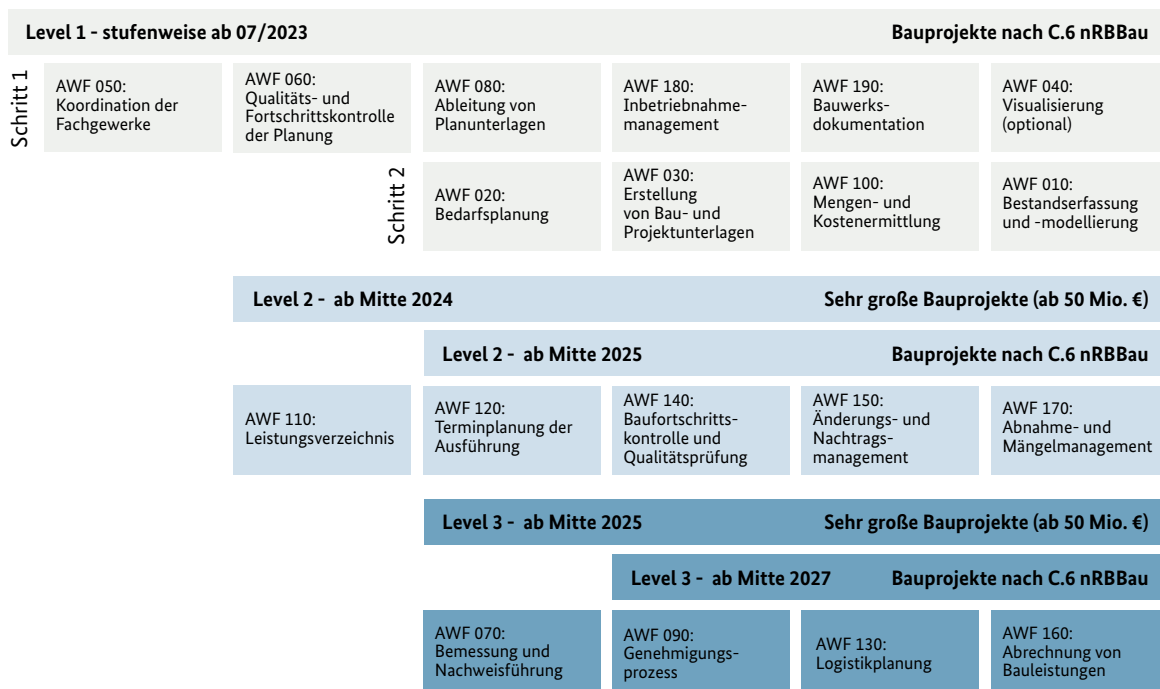 Level 1 - stufenweise ab 07/2023 Bauprojekte nach C.6 nRBBau
Schritt 1
AWF 050:
Koordination der
Fachgewerke
AWF 060:
Qualitäts- und
Fortschrittskontrolle
der Planung
AWF 080:
Ableitung von
Planunterlagen
AWF 180:
Inbetriebnahme-
management
AWF 190:
Bauwerks-
dokumentation
AWF 040:
Visualisierung
(optional)
Schritt 2
AWF 020:
Bedarfsplanung
AWF 030:
Erstellung
von Bau- und
Projektunterlagen
AWF 100:
Mengen- und
Kostenermittlung
AWF 010:
Bestandserfassung
und -modellierung
Level 2 - ab Mitte 2024 Sehr große Bauprojekte (ab 50 Mio. €)
Level 2 - ab Mitte 2025 Bauprojekte nach C.6 nRBBau
AWF 110:
Leistungsverzeichnis
AWF 120:
Terminplanung der
Ausführung
AWF 140:
Baufortschritts-
kontrolle und
Qualitätsprüfung
AWF 150:
Änderungs- und
Nachtrags-
management
AWF 170:
Abnahme- und
Mängelmanagement
Level 3 - ab Mitte 2025 Sehr große Bauprojekte (ab 50 Mio. €)
Level 3 - ab Mitte 2027 Bauprojekte nach C.6 nRBBau
AWF 070:
Bemessung und
Nachweisführung
AWF 090:
Genehmigungs-
prozess
AWF 130:
Logistikplanung
AWF 160:
Abrechnung von
Bauleistungen